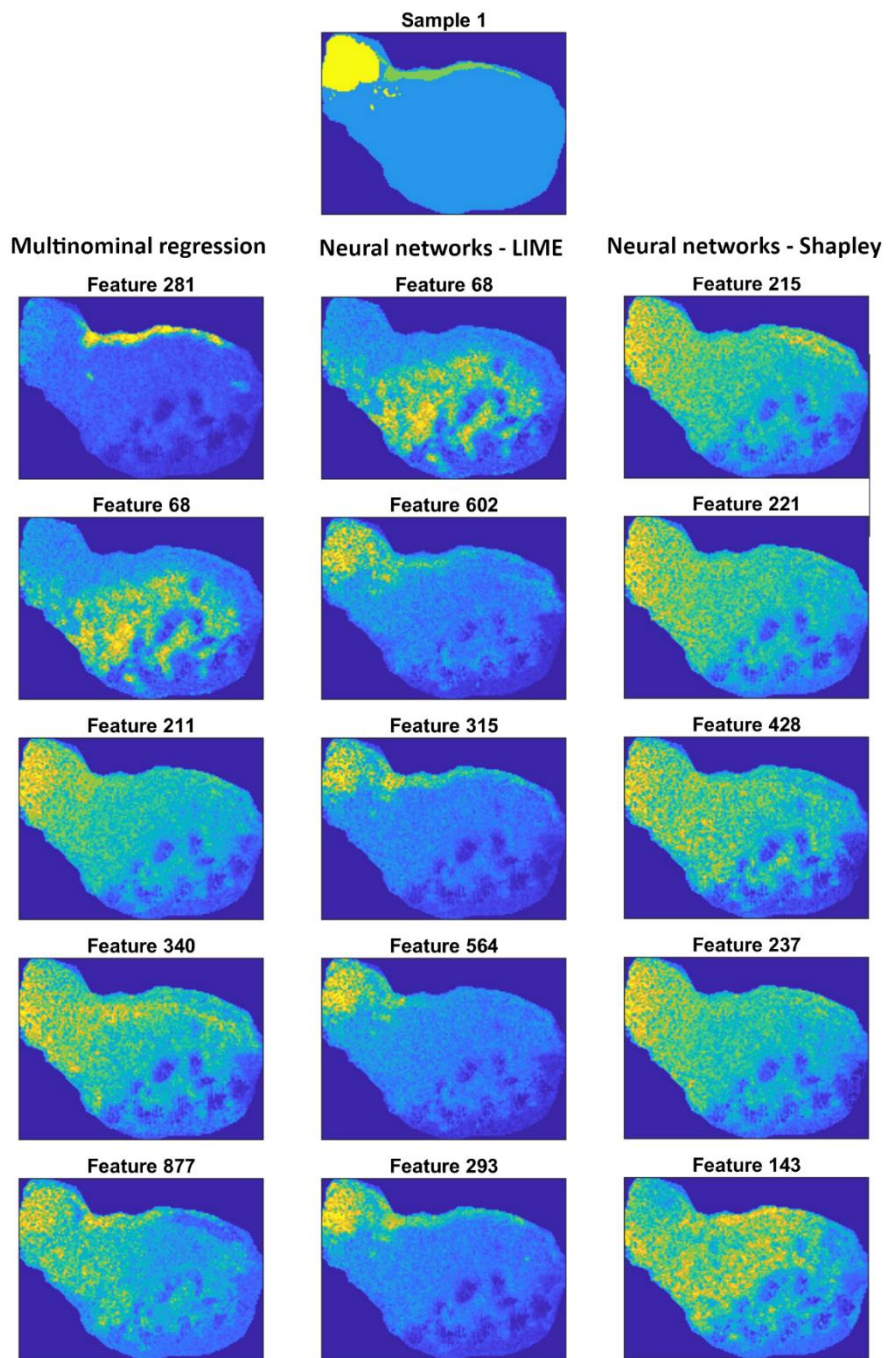 Sample 1
Multinominal regression
Neural networks - LIME
Neural networks - Shapley
Feature 281
Feature 68
Feature 215
Feature 68
Feature 602
Feature 221
Feature 211
Feature 315
Feature 428
Feature 340
Feature 564
Feature 237
Feature 877
Feature 293
Feature 143